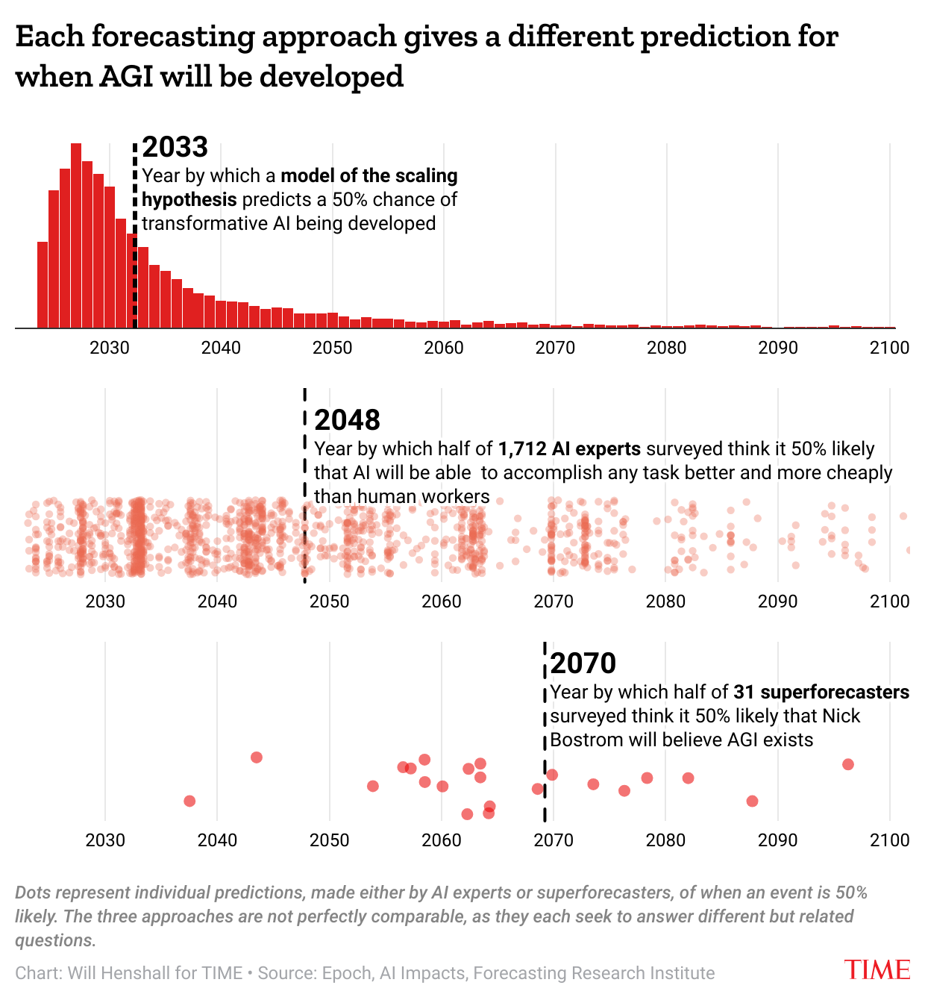 Each forecasting approach gives a different prediction for
when AGI will be developed
2033
Year by which a model of the scaling
hypothesis predicts a 50% chance of
transformative AI being developed
2030 2040 2050 2060 2070 2080 2090 2100
2048
Year by which half of 1,712 AI experts surveyed think it 50% likely
that AI will be able  to accomplish any task better and more cheaply
than human workers
2030 2040 2050 2060 2070 2080 2090 2100
2070
Year by which half of 31 superforecasters
surveyed think it 50% likely that Nick
Bostrom will believe AGI exists
2030 2040 2050 2060 2070 2080 2090 2100
Dots represent individual predictions, made either by AI experts or superforecasters, of when an event is 50%
likely. The three approaches are not perfectly comparable, as they each seek to answer different but related
questions.
Chart: Will Henshall for TIME • Source: Epoch, AI Impacts, Forecasting Research Institute
TIME